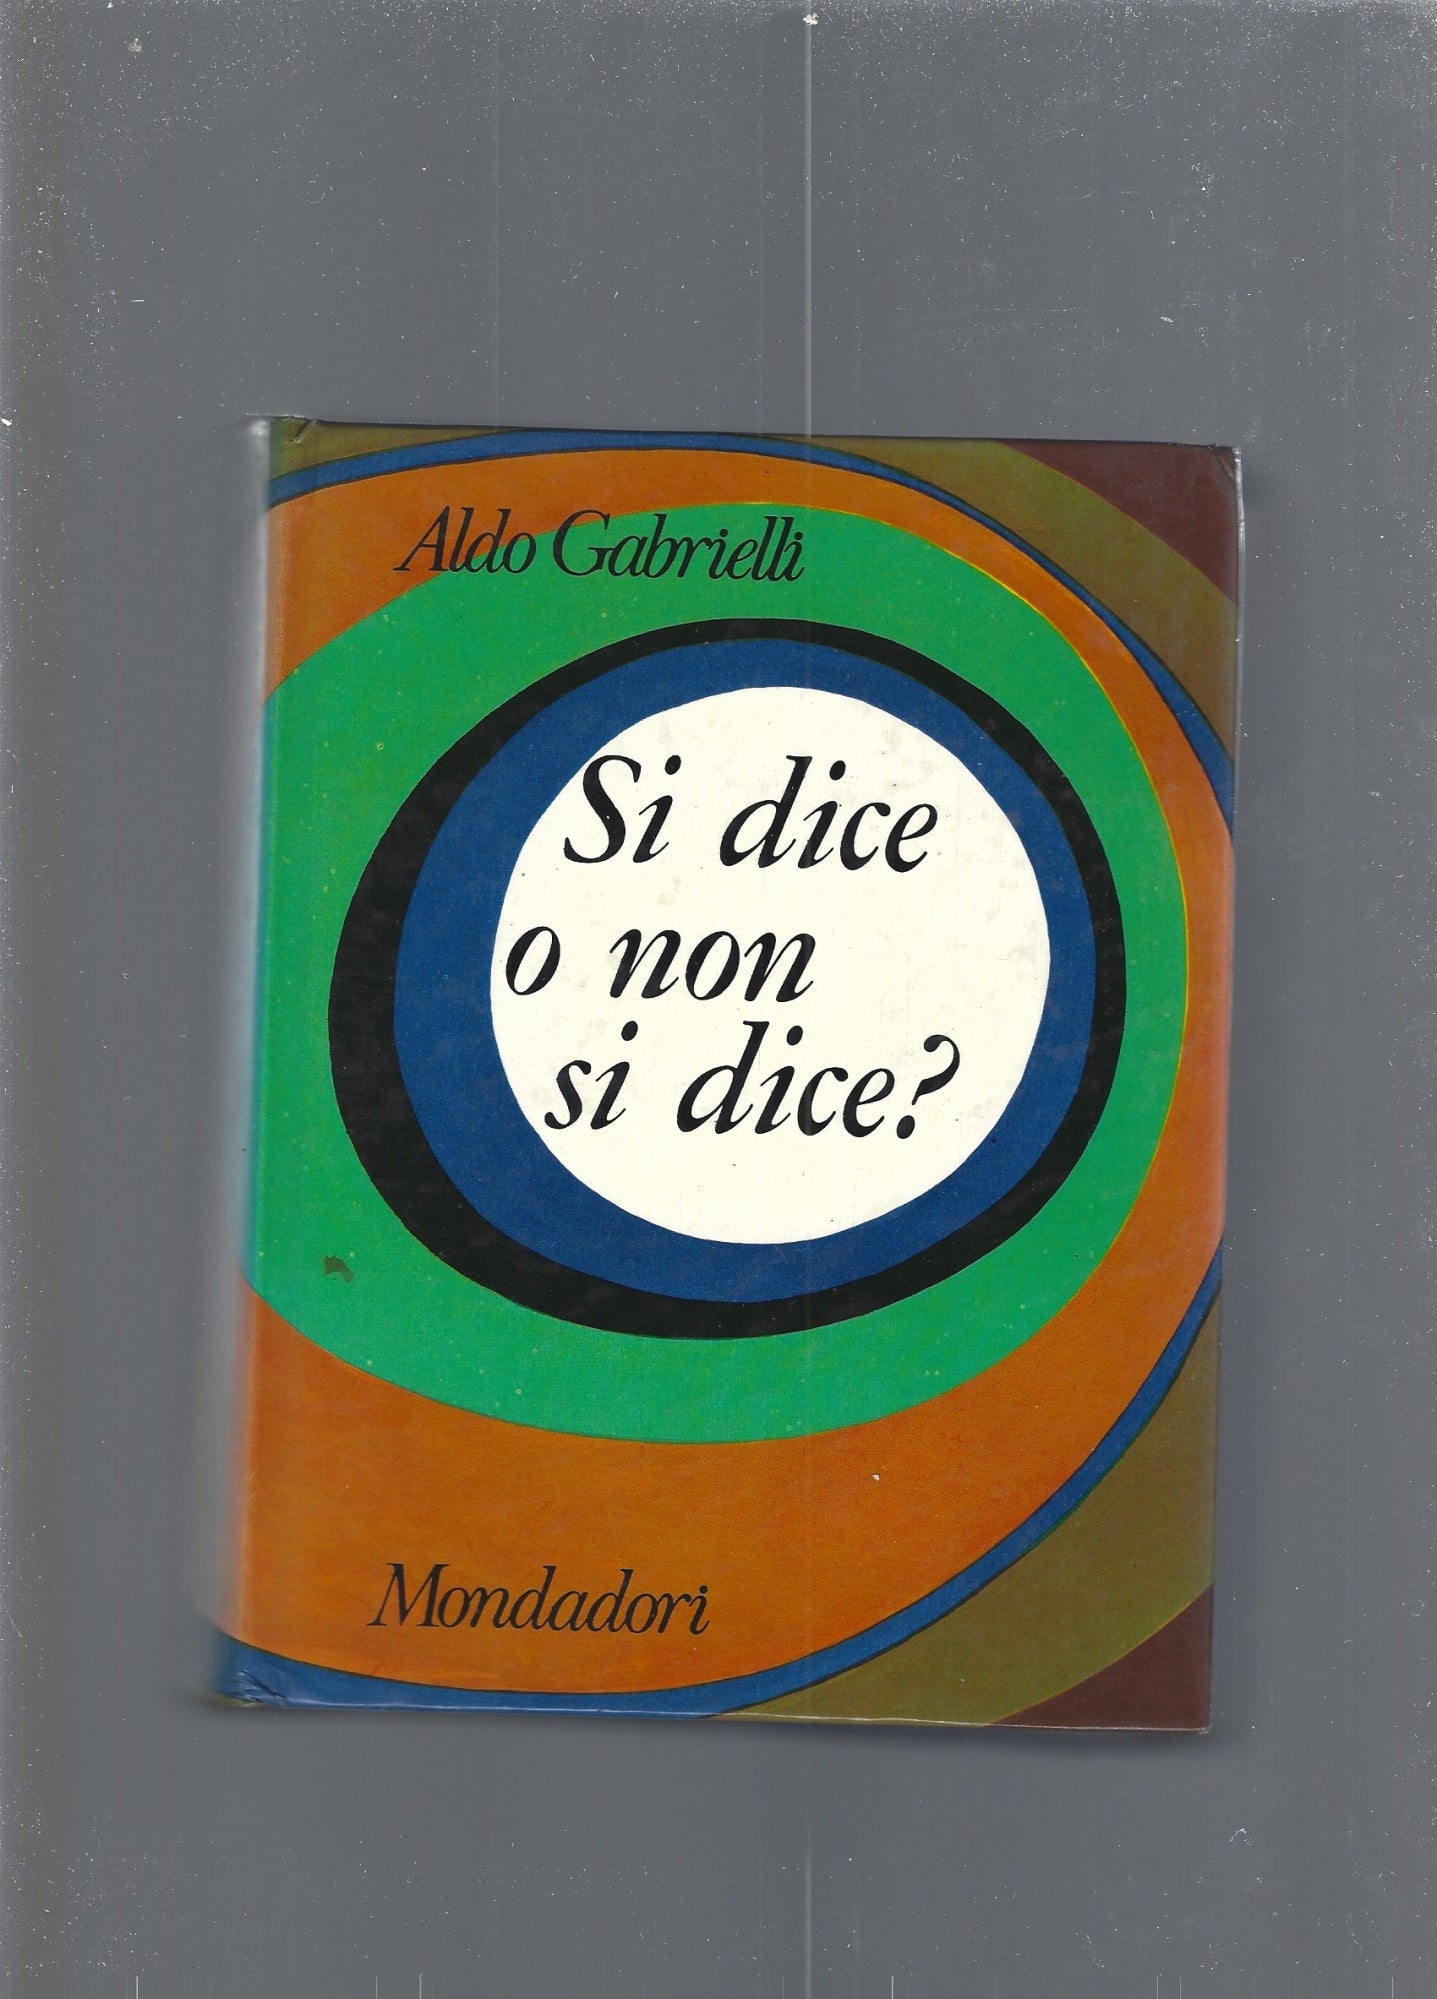 Aldo Gabrielli
Si dice
o non
si dice?
Mondadori